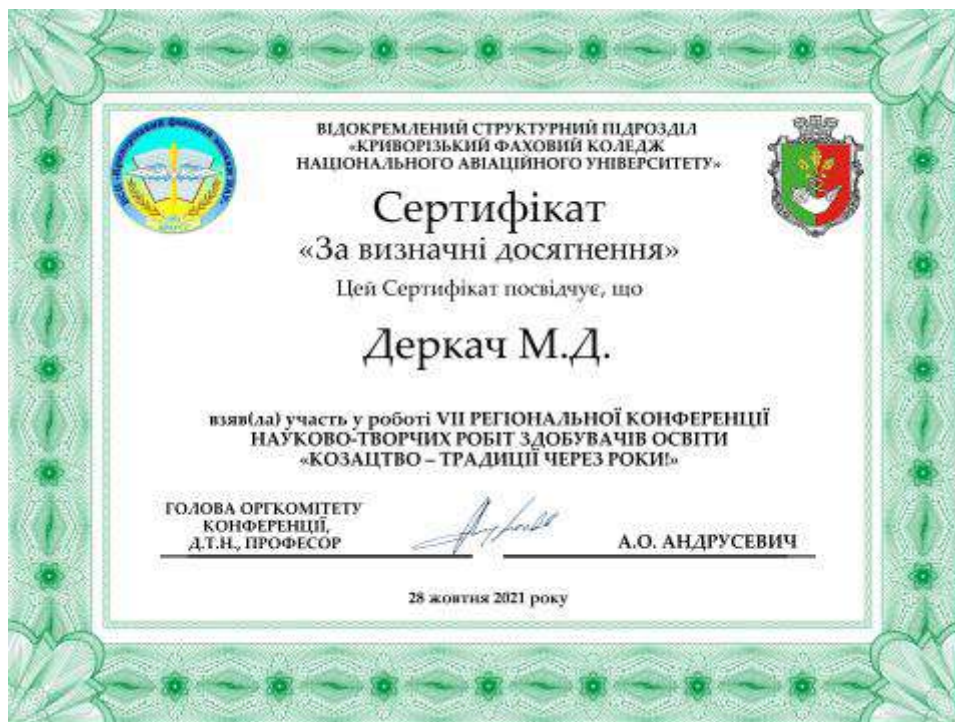 ВІДОКРЕМЛЕНИЙ СТРУКТУРНИЙ ПІДРОЗДІЛ
«КРИВОРІЗЬКИЙ ФАХОВИЙ КОЛЕДЖ
НАЦІОНАЛЬНОГО АВІАЦІЙНОГО УНІВЕРСИТЕТУ»
Сертифікат
«За визначні досягнення»
Цей Сертифікат посвідчує, що
Деркач М.Д.
взяв(ла) участь у роботі VII РЕГІОНАЛЬНОЇ КОНФЕРЕНЦІЇ
НАУКОВО-ТВОРЧИХ РОБІТ ЗДОБУВАЧІВ ОСВІТИ
«КОЗАЦТВО – ТРАДИЦІЇ ЧЕРЕЗ РОКИ!»
ГОЛОВА ОРГКОМІТЕТУ
КОНФЕРЕНЦІЇ,
Д.Т.Н., ПРОФЕСОР
А.О. АНДРУСЕВИЧ
28 жовтня 2021 року